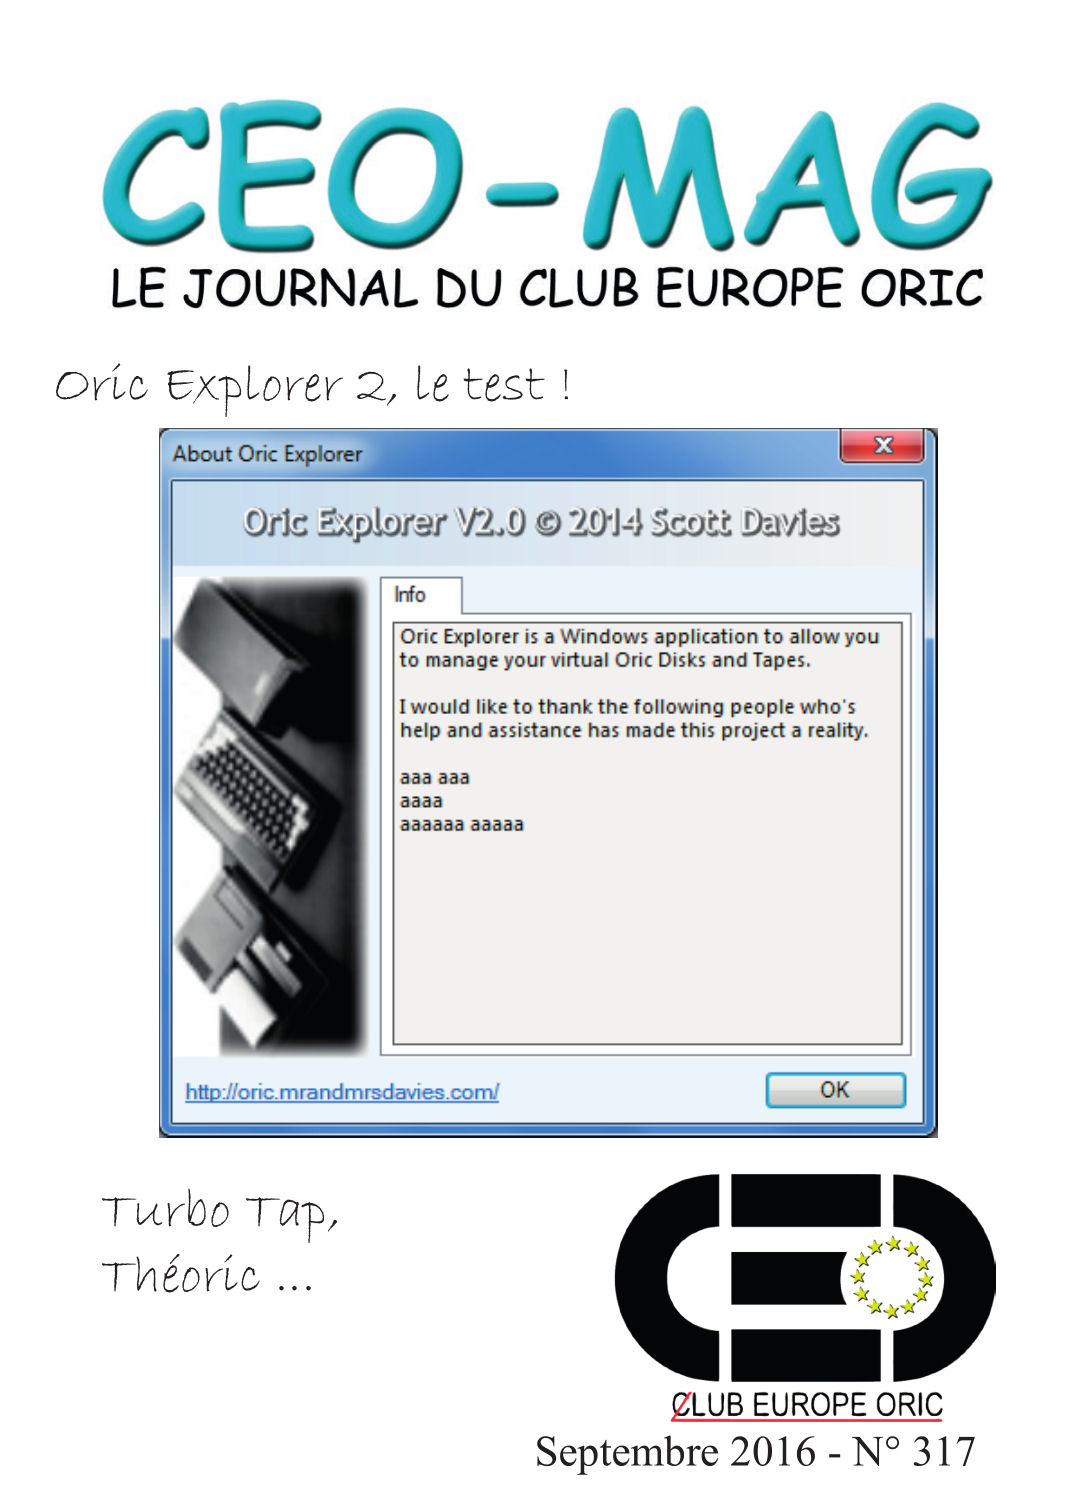 CEO-MAG
LE JOURNAL DU CLUB EUROPE ORIC
Oric Explorer 2, le test !
About Oric Explorer
Oric Explorer V2.0 © 2014 Scott Davies
Info
Oric Explorer is a Windows application to allow you
to manage your virtual Oric Disks and Tapes.
I would like to thank the following people who's
help and assistance has made this project a reality.
aaa aaa
aaaa
aaaaaa aaaaa
http://oric.mrandmrsdavies.com/
OK
Turbo Tap,
Théoric ...
CLUB EUROPE ORIC
Septembre 2016 - N° 317